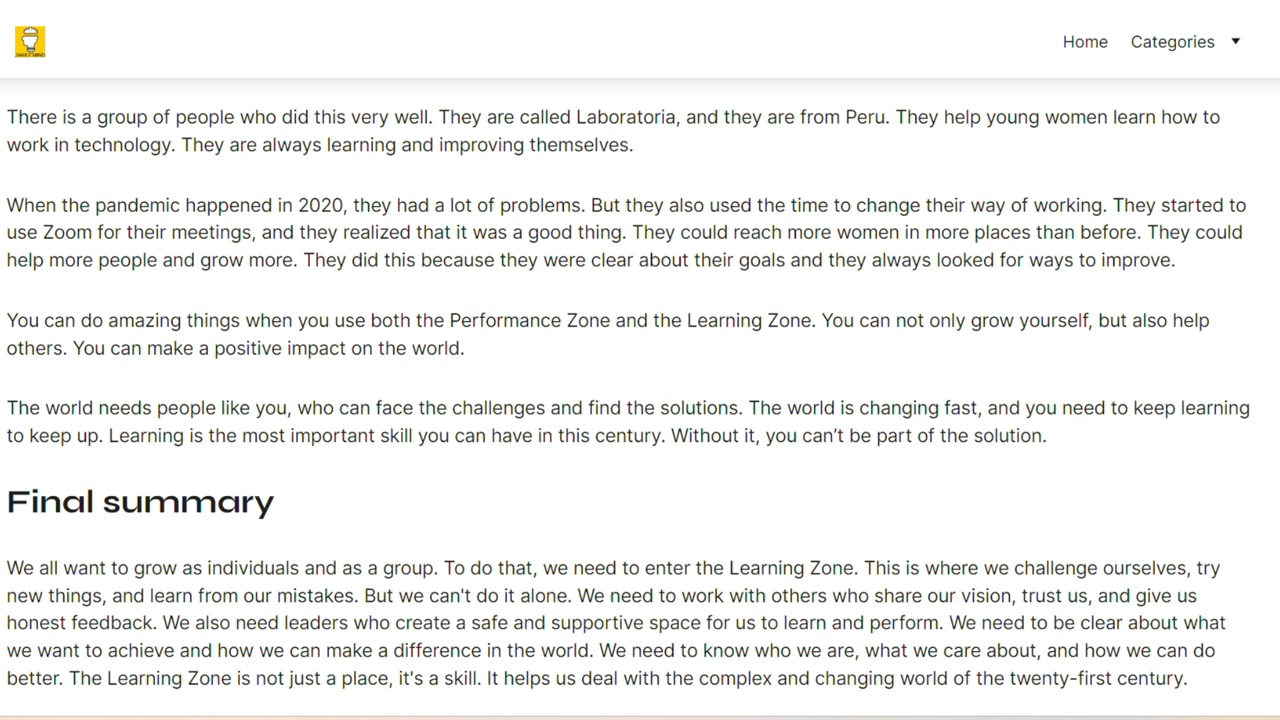 Home Categories
There is a group of people who did this very well. They are called Laboratoria, and they are from Peru. They help young women learn how to
work in technology. They are always learning and improving themselves.
When the pandemic happened in 2020, they had a lot of problems. But they also used the time to change their way of working. They started to
use Zoom for their meetings, and they realized that it was a good thing. They could reach more women in more places than before. They could
help more people and grow more. They did this because they were clear about their goals and they always looked for ways to improve.
You can do amazing things when you use both the Performance Zone and the Learning Zone. You can not only grow yourself, but also help
others. You can make a positive impact on the world.
The world needs people like you, who can face the challenges and find the solutions. The world is changing fast, and you need to keep learning
to keep up. Learning is the most important skill you can have in this century. Without it, you can’t be part of the solution.
Final summary
We all want to grow as individuals and as a group. To do that, we need to enter the Learning Zone. This is where we challenge ourselves, try
new things, and learn from our mistakes. But we can't do it alone. We need to work with others who share our vision, trust us, and give us
honest feedback. We also need leaders who create a safe and supportive space for us to learn and perform. We need to be clear about what
we want to achieve and how we can make a difference in the world. We need to know who we are, what we care about, and how we can do
better. The Learning Zone is not just a place, it's a skill. It helps us deal with the complex and changing world of the twenty-first century.